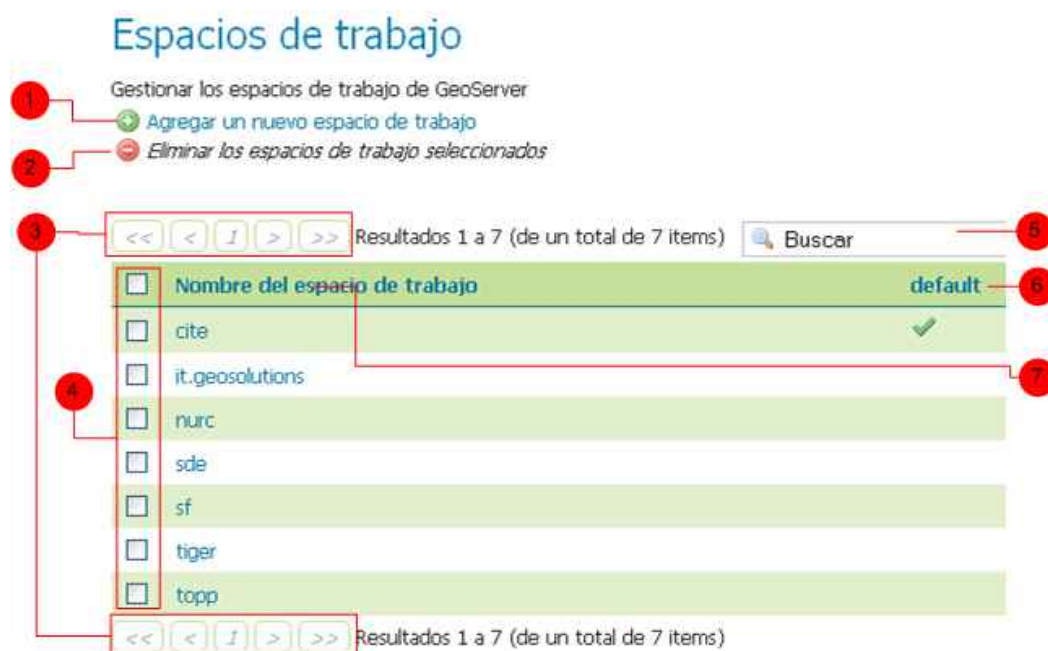 Espacios de trabajo
Gestionar los espacios de trabajo de GeoServer
1
Agregar un nuevo espacio de trabajo
2
Eliminar los espacios de trabajo seleccionados
3
<< < 1 > >> Resultados 1 a 7 (de un total de 7 items) Buscar
5
Nombre del espacio de trabajo default
6
cite
it.geosolutions
7
4
nurc
sde
sf
tiger
topp
<< < 1 > >> Resultados 1 a 7 (de un total de 7 items)